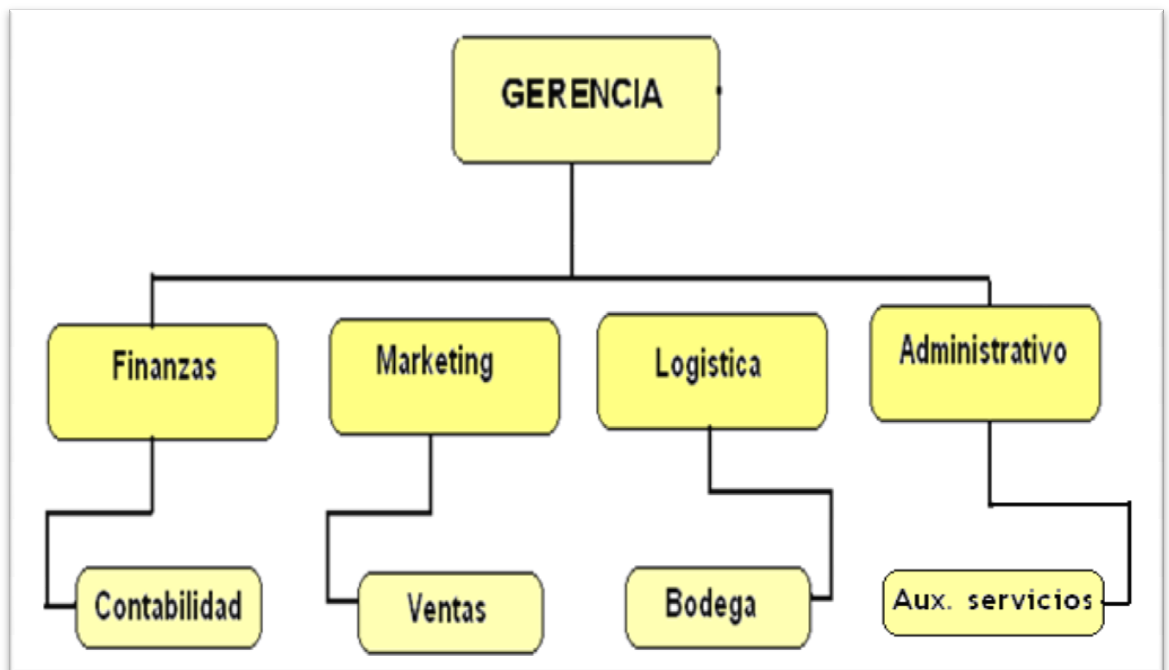 GERENCIA
Finanzas
Marketing
Logistica
Administrativo
Contabilidad
Ventas
Bodega
Aux. servicios